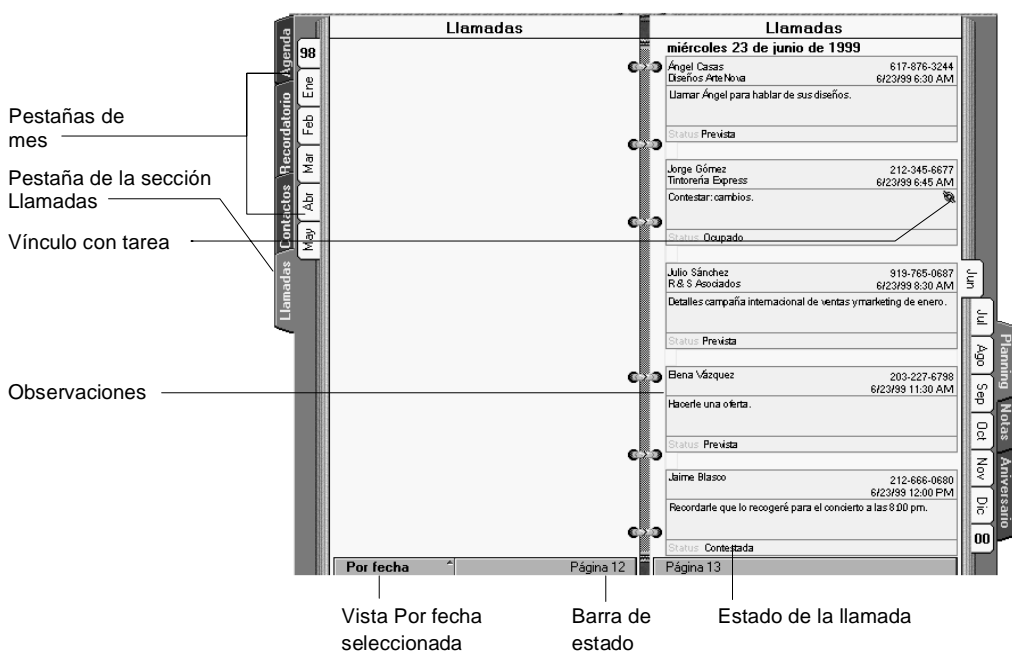 Pestañas de
mes
Pestaña de la sección
Llamadas
Vínculo con tarea
Observaciones
Agenda
Recordatorio
Contactos
Llamadas
98
Ene
Feb
Mar
Abr
May
Llamadas
Por fecha
Página 12
Llamadas
miércoles 23 de junio de 1999
Ángel Casas 617-876-3244
Diseños ArteNova 6/23/99 6:30 AM
Llamar Ángel para hablar de sus diseños.
Status Prevista
Jorge Gómez 212-345-6677
Tintorería Express 6/23/99 6:45 AM
Contestar: cambios.
Status Ocupado
Julio Sánchez 919-765-0687
R & S Asociados 6/23/99 8:30 AM
Detalles campaña internacional de ventas y marketing de enero.
Status Prevista
Elena Vázquez 203-227-6798
6/23/99 11:30 AM
Hacerle una oferta.
Status Prevista
Jaime Blasco 212-666-0680
6/23/99 12:00 PM
Recordarle que lo recogeré para el concierto a las 8:00 pm.
Status Contestada
Página 13
Jun
Jul
Ago
Sep
Oct
Nov
Dic
00
Planning
Notas
Aniversario
Vista Por fecha
seleccionada
Barra de
estado
Estado de la llamada